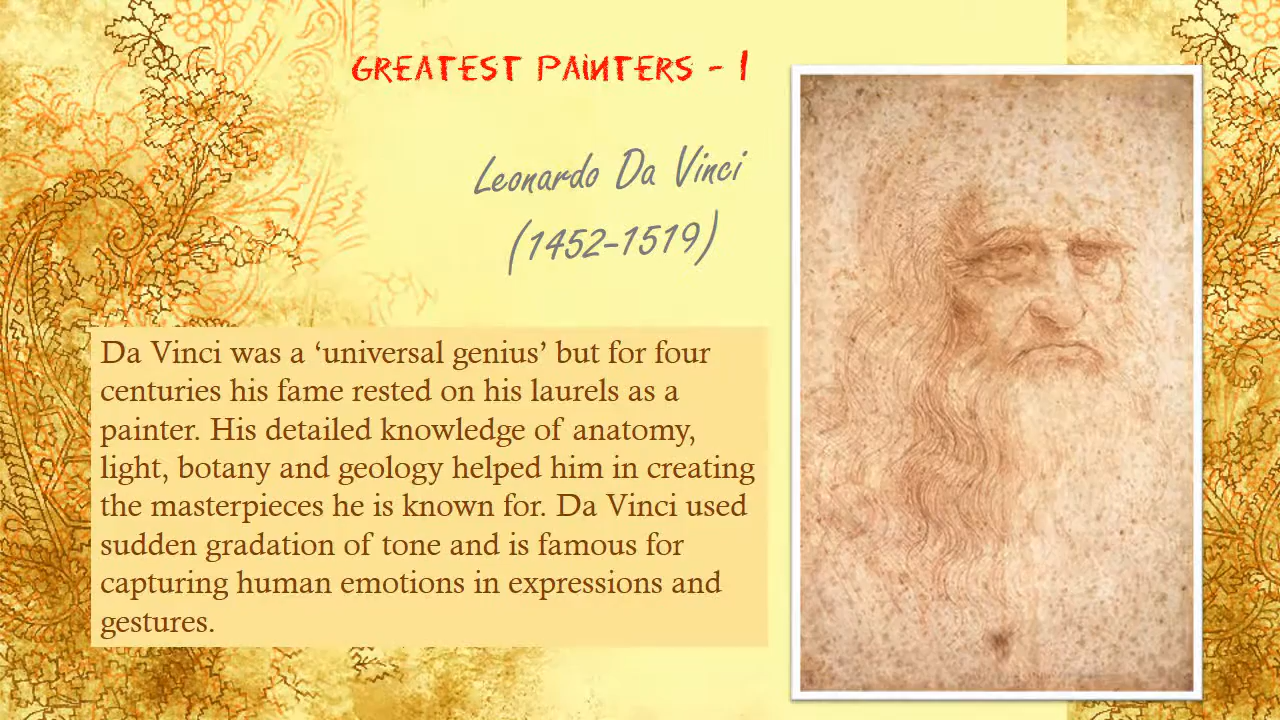 GREATEST PAINTERS - 1
Leonardo Da Vinci
(1452-1519)
Da Vinci was a ‘universal genius’ but for four
centuries his fame rested on his laurels as a
painter. His detailed knowledge of anatomy,
light, botany and geology helped him in creating
the masterpieces he is known for. Da Vinci used
sudden gradation of tone and is famous for
capturing human emotions in expressions and
gestures.